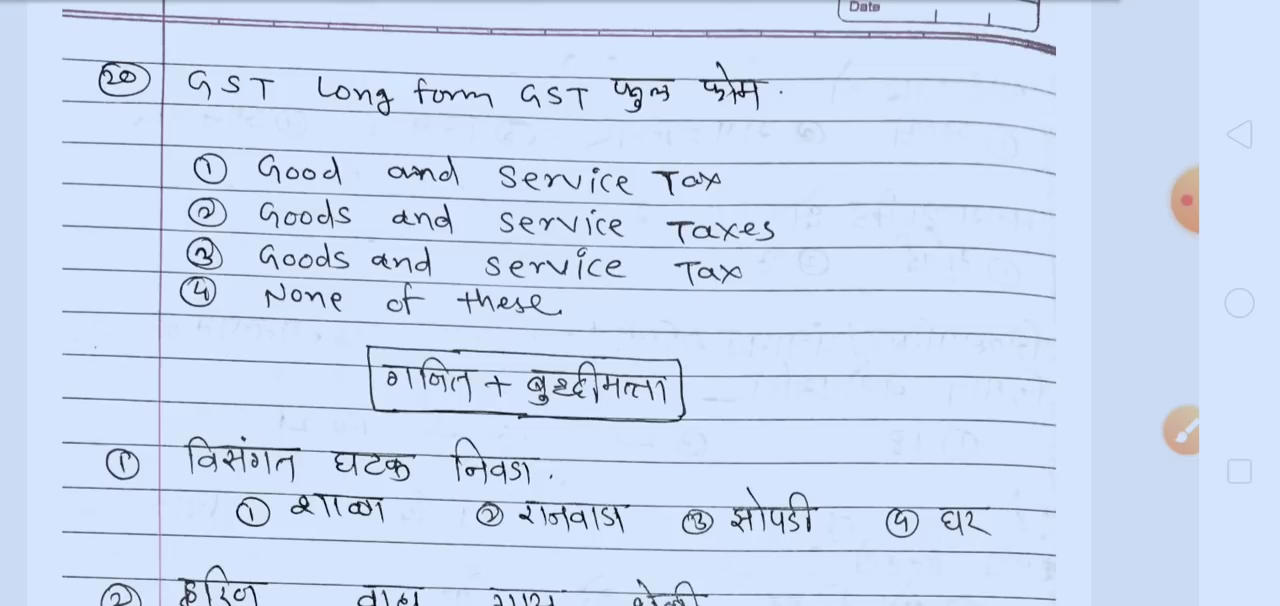 Date
20 GST Long form GST फुल फोम.
1 Good and Service Tax
2 Goods and Service Taxes
3 Goods and Service Tax
4 None of these
गणित + बुध्दीमत्ता
1 विसंगत घटक निवडा.
1 शाळा 2 राजवाडा 3 झोपडी 4 घर
2 हरिण वाघ गाय शेळी